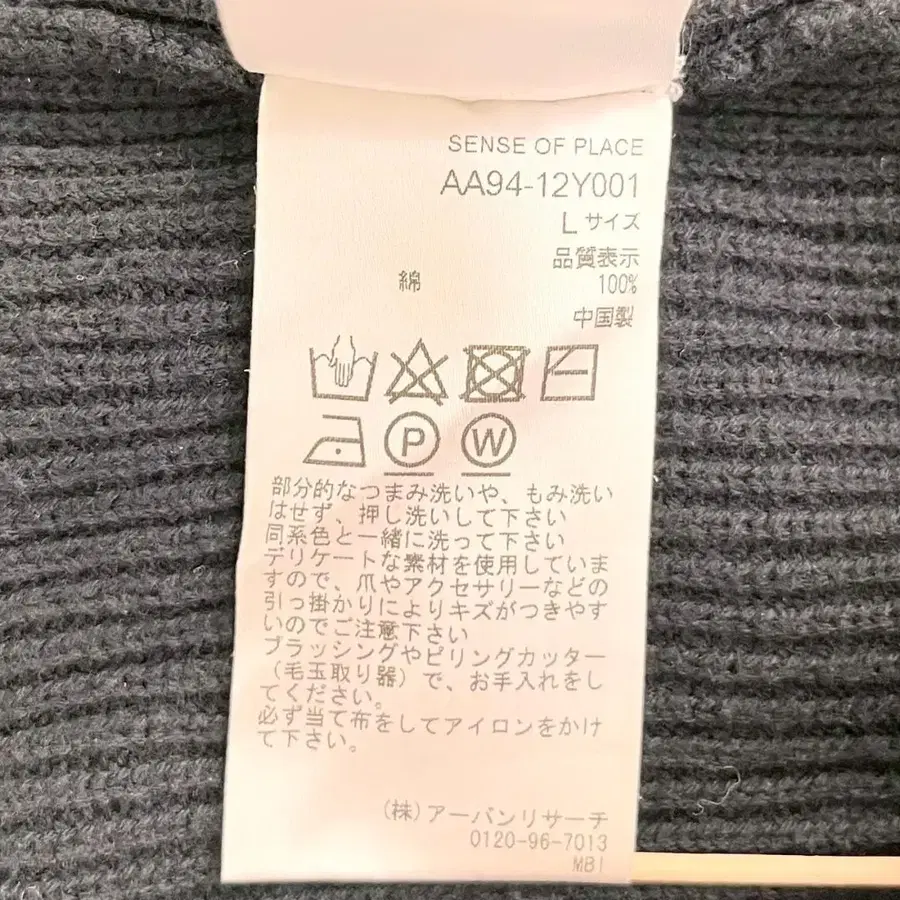 SENSE OF PLACE
AA94-12Y001
Lサイズ
品質表示
綿 100%
中国製
P W
部分的なつまみ洗いや、もみ洗い
はせず、押し洗いして下さい
同系色と一緒に洗って下さい
デリケートな素材を使用していま
すので、爪やアクセサリーなどの
引っ掛かりによりキズがつきやす
いのでご注意下さい
ブラッシングやピリングカッター
(毛玉取り器)で、お手入れをし
てください。
必ず当て布をしてアイロンをかけ
て下さい。
(株)アーバンリサーチ
0120-96-7013
MBI